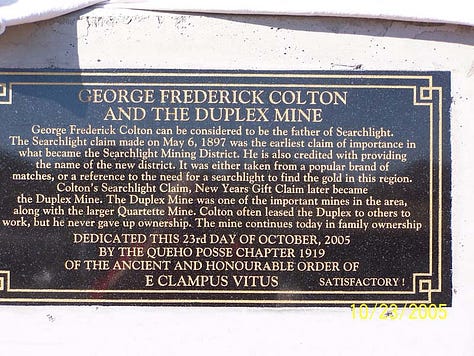 GEORGE FREDERICK COLTON
AND THE DUPLEX MINE
George Frederick Colton can be considered to be the father of Searchlight.
The Searchlight claim made on May 6, 1897 was the earliest claim of importance in
what became the Searchlight Mining District. He is also credited with providing
the name of the new district. It was either taken from a popular brand of
matches, or a reference to the need for a searchlight to find the gold in this region.
Colton's Searchlight Claim, New Years Gift Claim later became
the Duplex Mine. The Duplex Mine was one of the important mines in the area,
along with the larger Quartette Mine. Colton often leased the Duplex to others to
work, but he never gave up ownership. The mine continues today in family ownership
DEDICATED THIS 23rd DAY OF OCTOBER, 2005
BY THE QUEHO POSSE CHAPTER 1919
OF THE ANCIENT AND HONOURABLE ORDER OF
E CLAMPUS VITUS SATISFACTORY !
10/23/2005